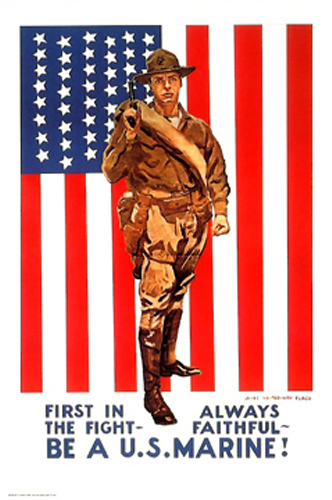 FIRST IN ALWAYS
THE FIGHT- FAITHFUL~
BE A U.S. MARINE!